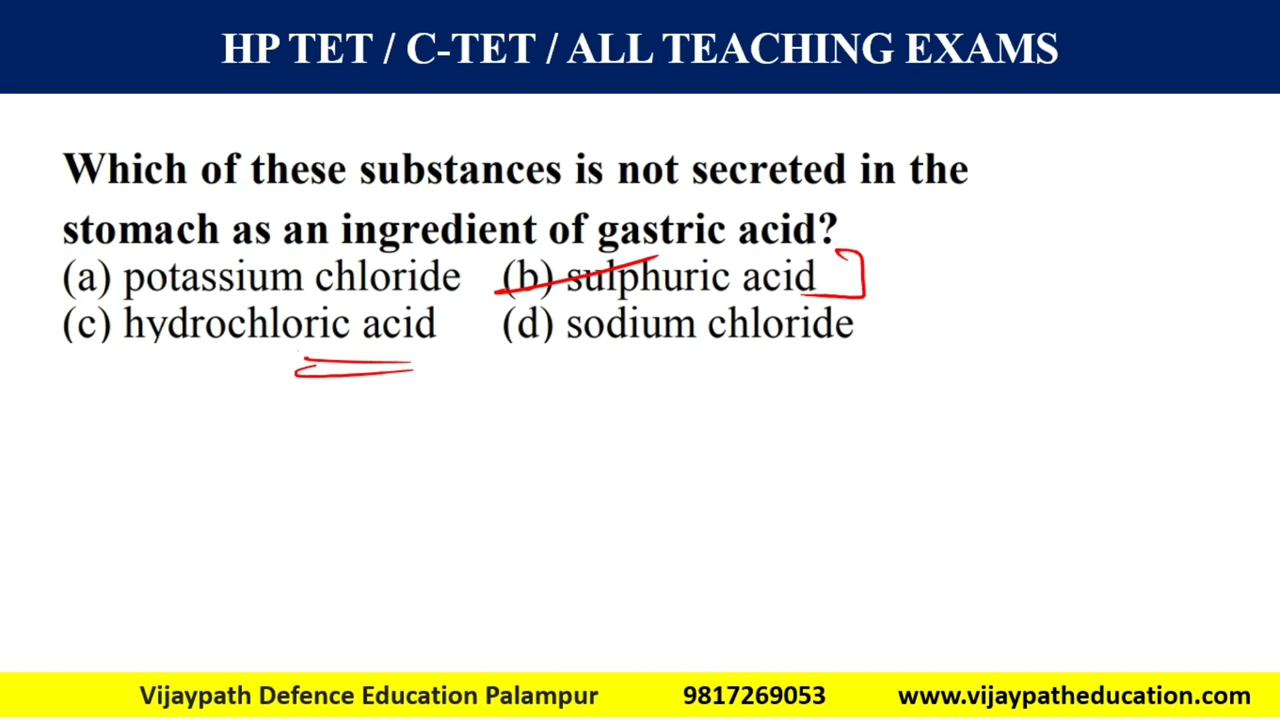 HP TET / C-TET / ALL TEACHING EXAMS
Which of these substances is not secreted in the
stomach as an ingredient of gastric acid?
(a) potassium chloride (b) sulphuric acid
(c) hydrochloric acid (d) sodium chloride
Vijaypath Defence Education Palampur 9817269053 www.vijaypatheducation.com